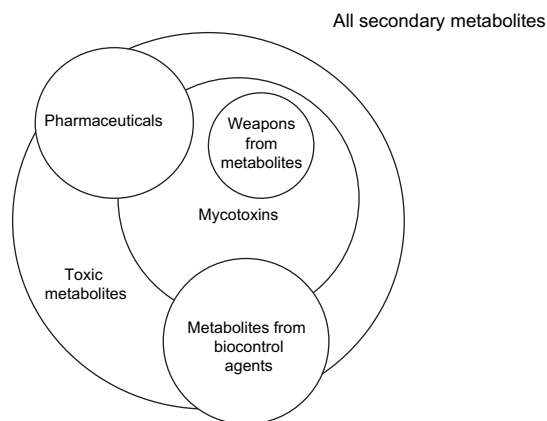 All secondary metabolites
Pharmaceuticals
Weapons
from
metabolites
Mycotoxins
Toxic
metabolites
Metabolites from
biocontrol
agents